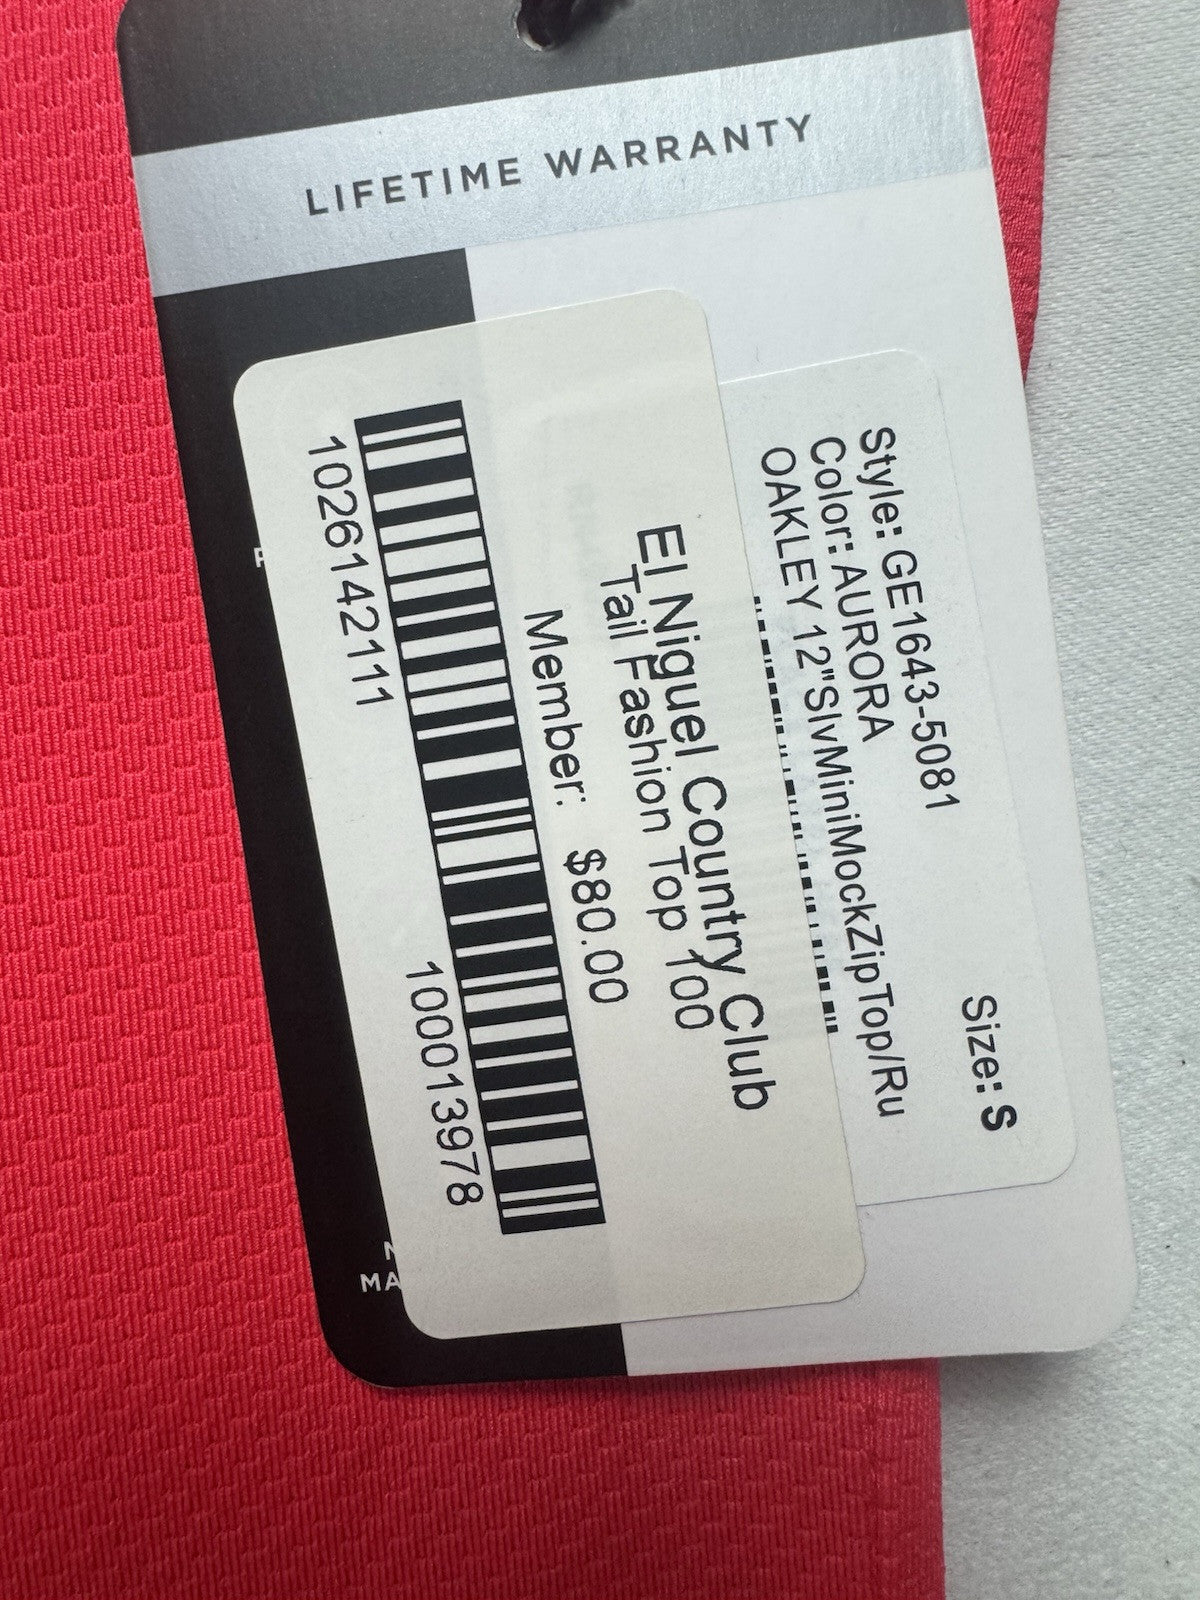 LIFETIME WARRANTY
Style: GE1643-5081
Size: S
Color: AURORA
OAKLEY 12"SlvMiniMockZipTop/Ru
El Niguel Country Club
Tail Fashion Top 100
Member: $80.00
1026142111
100013978
MA